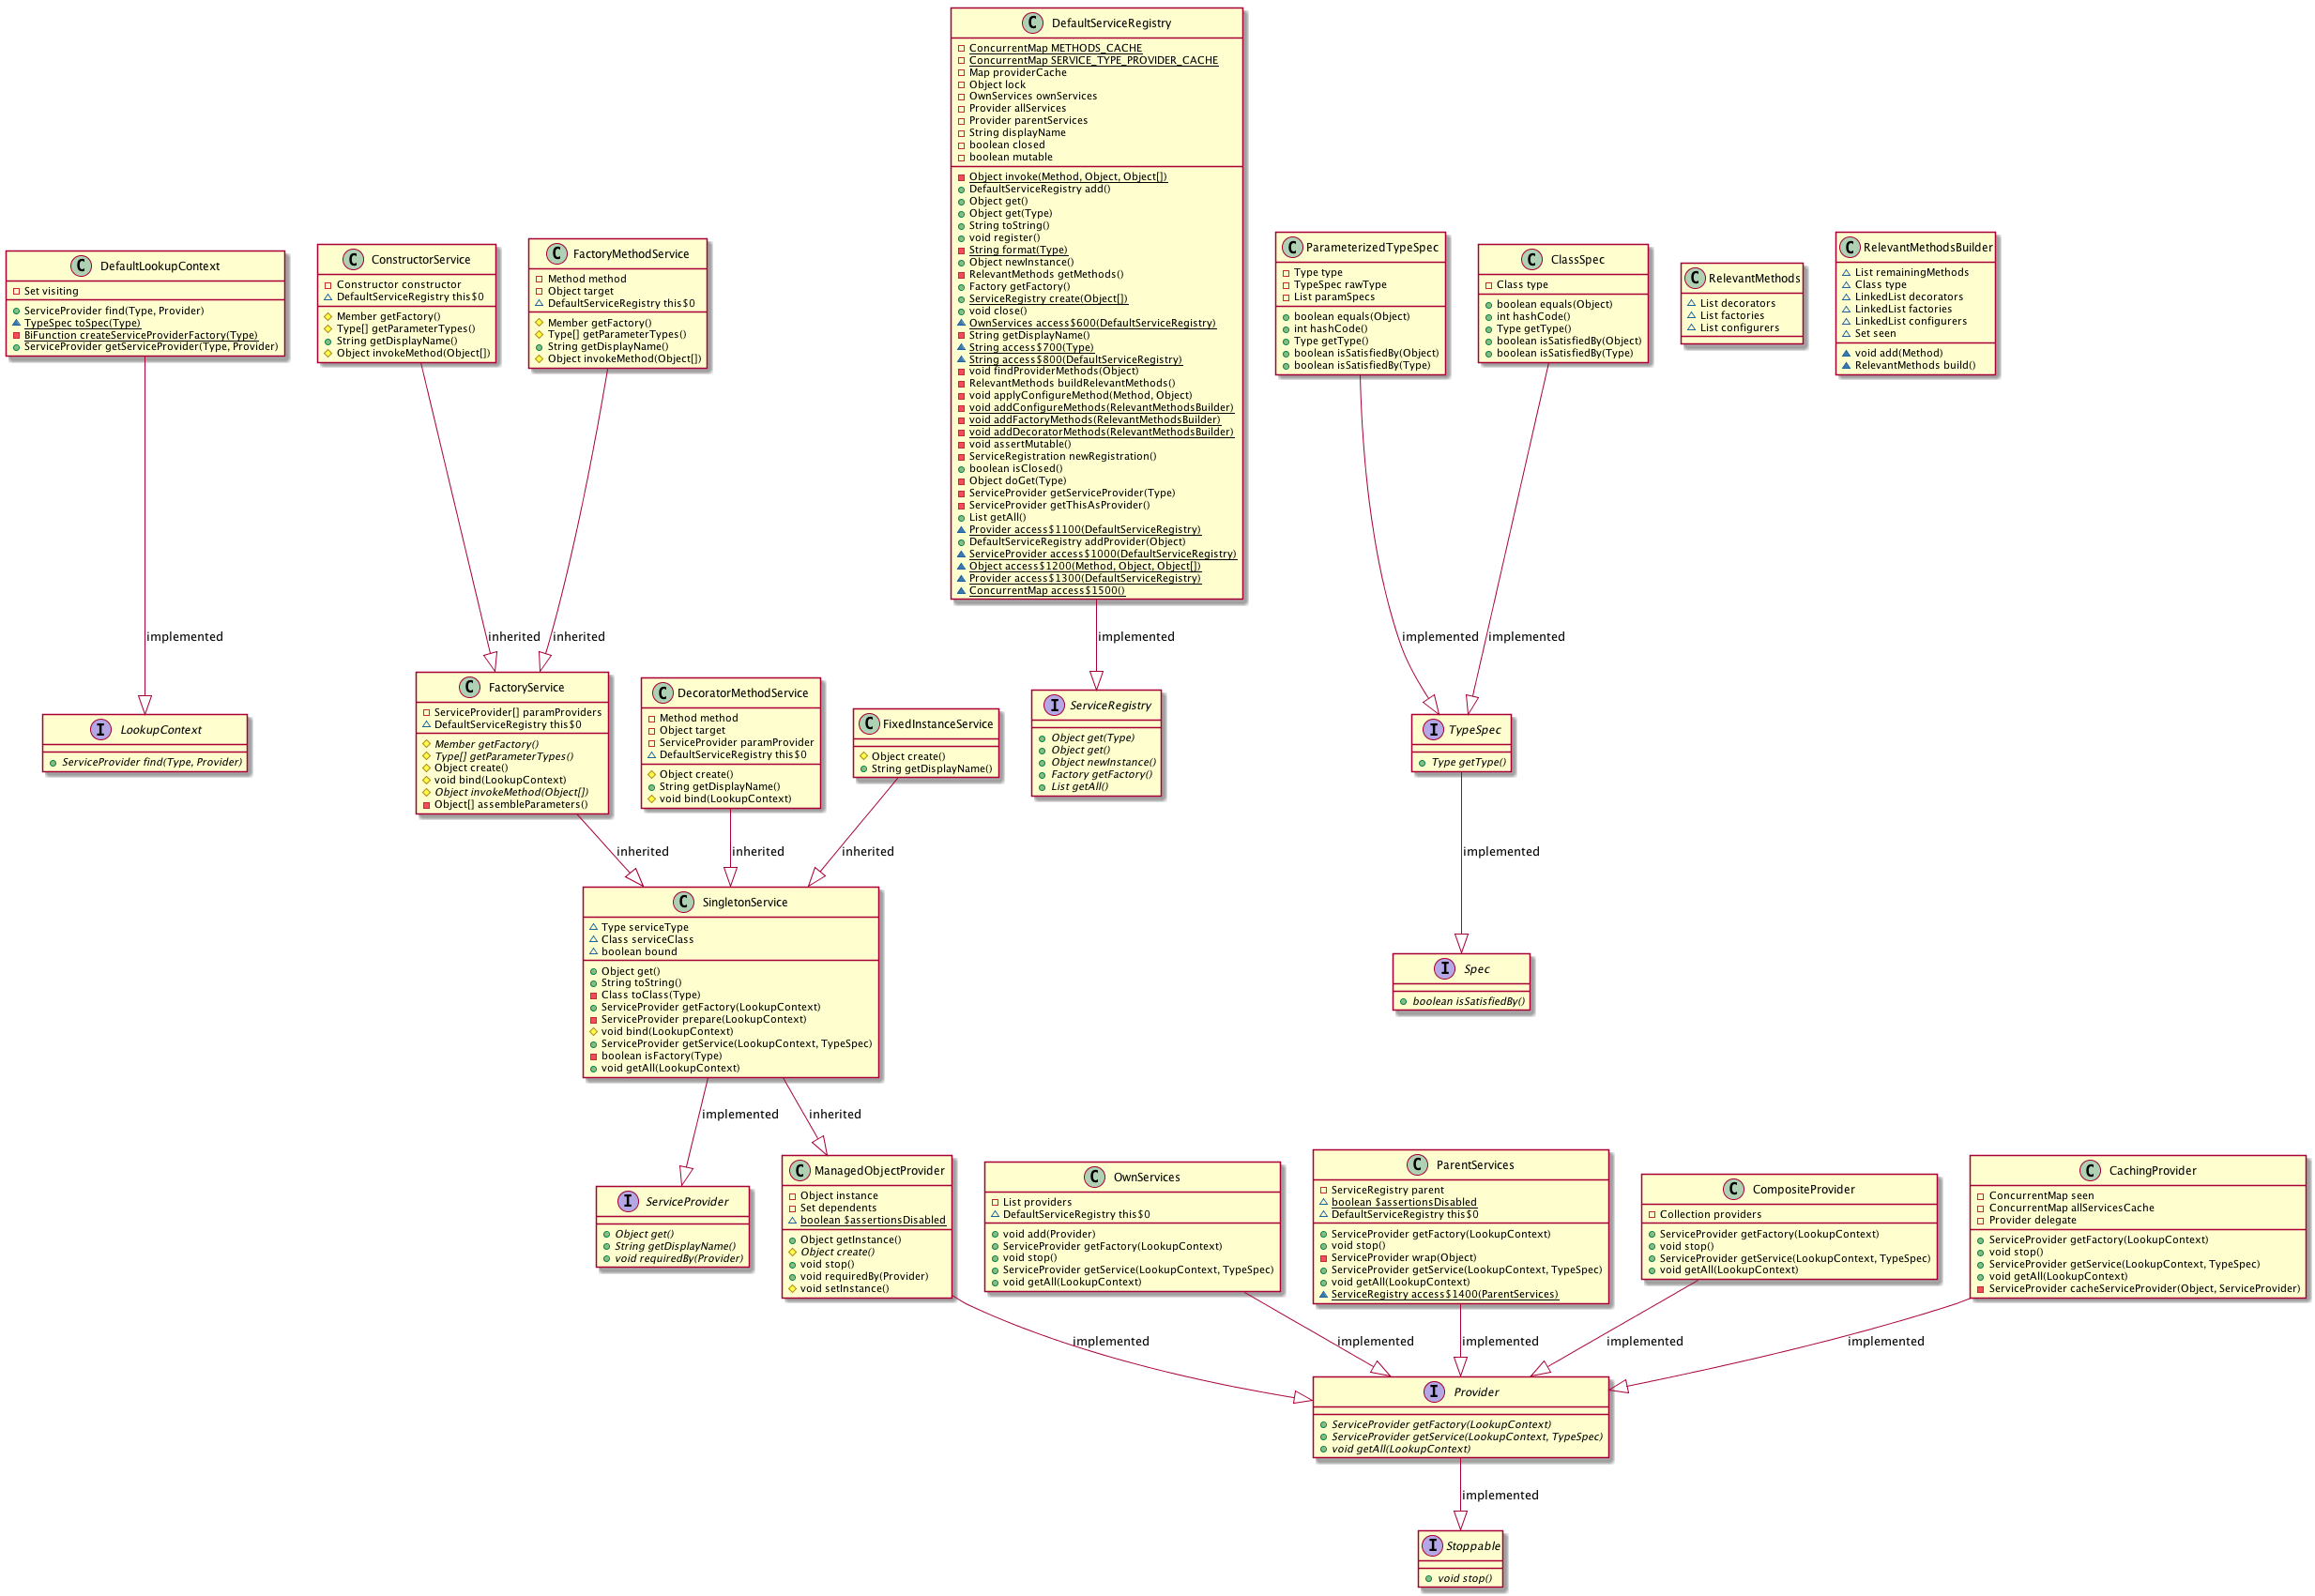 C DefaultServiceRegistry
ConcurrentMap METHODS_CACHE
ConcurrentMap SERVICE_TYPE_PROVIDER_CACHE
Map providerCache
Object lock
OwnServices ownServices
Provider allServices
Provider parentServices
String displayName
boolean closed
boolean mutable
Object invoke(Method, Object, Object[])
DefaultServiceRegistry add()
Object get()
Object get(Type)
String toString()
void register()
String format(Type)
Object newInstance()
RelevantMethods getMethods()
Factory getFactory()
ServiceRegistry create(Object[])
void close()
OwnServices access$600(DefaultServiceRegistry)
String getDisplayName()
String access$700(Type)
String access$800(DefaultServiceRegistry)
void findProviderMethods(Object)
RelevantMethods buildRelevantMethods()
void applyConfigureMethod(Method, Object)
void addConfigureMethods(RelevantMethodsBuilder)
void addFactoryMethods(RelevantMethodsBuilder)
void addDecoratorMethods(RelevantMethodsBuilder)
void assertMutable()
ServiceRegistration newRegistration()
boolean isClosed()
Object doGet(Type)
ServiceProvider getServiceProvider(Type)
ServiceProvider getThisAsProvider()
List getAll()
Provider access$1100(DefaultServiceRegistry)
DefaultServiceRegistry addProvider(Object)
ServiceProvider access$1000(DefaultServiceRegistry)
Object access$1200(Method, Object, Object[])
Provider access$1300(DefaultServiceRegistry)
ConcurrentMap access$1500()
C DefaultLookupContext
Set visiting
ServiceProvider find(Type, Provider)
TypeSpec toSpec(Type)
BiFunction createServiceProviderFactory(Type)
ServiceProvider getServiceProvider(Type, Provider)
C ConstructorService
Constructor constructor
DefaultServiceRegistry this$0
Member getFactory()
Type[] getParameterTypes()
String getDisplayName()
Object invokeMethod(Object[])
C FactoryMethodService
Method method
Object target
DefaultServiceRegistry this$0
Member getFactory()
Type[] getParameterTypes()
String getDisplayName()
Object invokeMethod(Object[])
C ParameterizedTypeSpec
Type type
TypeSpec rawType
List paramSpecs
boolean equals(Object)
int hashCode()
Type getType()
boolean isSatisfiedBy(Object)
boolean isSatisfiedBy(Type)
C ClassSpec
Class type
boolean equals(Object)
int hashCode()
Type getType()
boolean isSatisfiedBy(Object)
boolean isSatisfiedBy(Type)
C RelevantMethods
List decorators
List factories
List configurers
C RelevantMethodsBuilder
List remainingMethods
Class type
LinkedList decorators
LinkedList factories
LinkedList configurers
Set seen
void add(Method)
RelevantMethods build()
implemented
inherited
inherited
implemented
implemented
implemented
I LookupContext
ServiceProvider find(Type, Provider)
C FactoryService
ServiceProvider[] paramProviders
DefaultServiceRegistry this$0
Member getFactory()
Type[] getParameterTypes()
Object create()
void bind(LookupContext)
Object invokeMethod(Object[])
Object[] assembleParameters()
C DecoratorMethodService
Method method
Object target
ServiceProvider paramProvider
DefaultServiceRegistry this$0
Object create()
String getDisplayName()
void bind(LookupContext)
C FixedInstanceService
Object create()
String getDisplayName()
I ServiceRegistry
Object get(Type)
Object get()
Object newInstance()
Factory getFactory()
List getAll()
I TypeSpec
Type getType()
inherited
inherited
inherited
implemented
C SingletonService
Type serviceType
Class serviceClass
boolean bound
Object get()
String toString()
Class toClass(Type)
ServiceProvider getFactory(LookupContext)
ServiceProvider prepare(LookupContext)
void bind(LookupContext)
ServiceProvider getService(LookupContext, TypeSpec)
boolean isFactory(Type)
void getAll(LookupContext)
I Spec
boolean isSatisfiedBy()
implemented
inherited
I ServiceProvider
Object get()
String getDisplayName()
void requiredBy(Provider)
C ManagedObjectProvider
Object instance
Set dependents
boolean $assertionsDisabled
Object getInstance()
Object create()
void stop()
void requiredBy(Provider)
void setInstance()
C OwnServices
List providers
DefaultServiceRegistry this$0
void add(Provider)
ServiceProvider getFactory(LookupContext)
void stop()
ServiceProvider getService(LookupContext, TypeSpec)
void getAll(LookupContext)
C ParentServices
ServiceRegistry parent
boolean $assertionsDisabled
DefaultServiceRegistry this$0
ServiceProvider getFactory(LookupContext)
void stop()
ServiceProvider wrap(Object)
ServiceProvider getService(LookupContext, TypeSpec)
void getAll(LookupContext)
ServiceRegistry access$1400(ParentServices)
C CompositeProvider
Collection providers
ServiceProvider getFactory(LookupContext)
void stop()
ServiceProvider getService(LookupContext, TypeSpec)
void getAll(LookupContext)
C CachingProvider
ConcurrentMap seen
ConcurrentMap allServicesCache
Provider delegate
ServiceProvider getFactory(LookupContext)
void stop()
ServiceProvider getService(LookupContext, TypeSpec)
void getAll(LookupContext)
ServiceProvider cacheServiceProvider(Object, ServiceProvider)
implemented
implemented
implemented
implemented
implemented
I Provider
ServiceProvider getFactory(LookupContext)
ServiceProvider getService(LookupContext, TypeSpec)
void getAll(LookupContext)
implemented
I Stoppable
void stop()